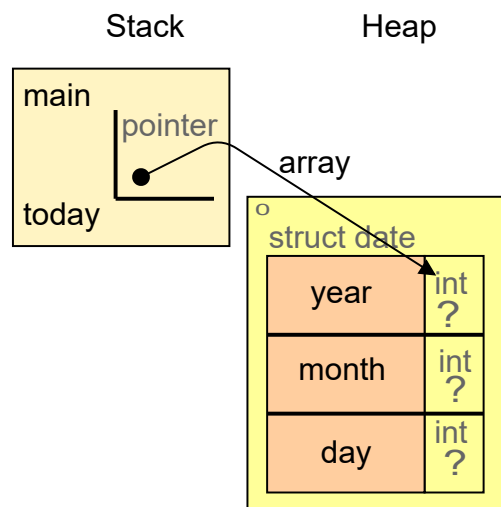 Stack
Heap
main
pointer
today
array
0
struct date
year
int
?
month
int
?
day
int
?